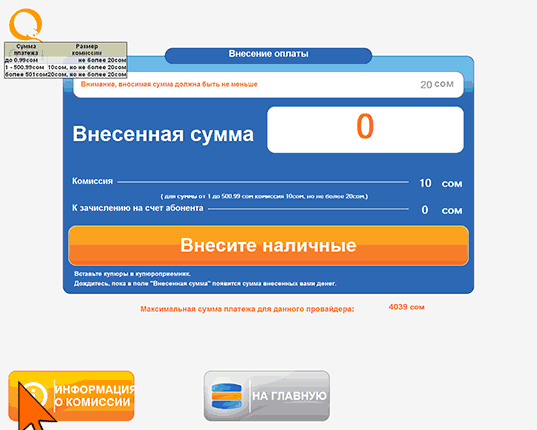 Сумма платежа Размер комиссии
до 0.99сом не более 20сом
1 - 500.99сом 10сом, но не более 20сом
более 501сом 20сом, но не более 20сом
Внесение оплаты
Внимание, вносимая сумма должна быть не меньше 20 сом
Внесенная сумма 0
Комиссия 10 сом
( для суммы от 1 до 500.99 сом комиссия 10сом, но не более 20сом.)
К зачислению на счет абонента 0 сом
Внесите наличные
Вставьте купюры в купюроприемник.
Дождитесь, пока в поле "Внесенная сумма" появится сумма внесенных вами денег.
Максимальная сумма платежа для данного провайдера: 4039 сом
ИНФОРМАЦИЯ
О КОМИССИИ
НА ГЛАВНУЮ